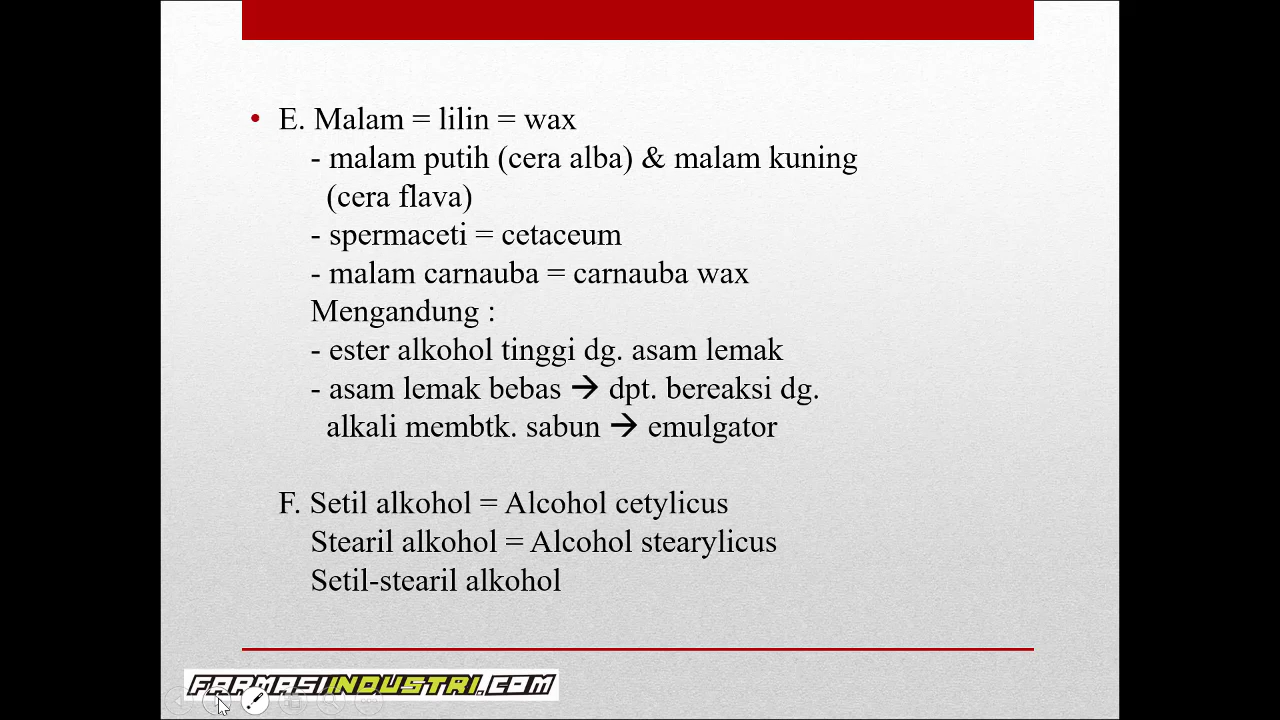 • E. Malam = lilin = wax
- malam putih (cera alba) & malam kuning
(cera flava)
- spermaceti = cetaceum
- malam carnauba = carnauba wax
Mengandung :
- ester alkohol tinggi dg. asam lemak
- asam lemak bebas → dpt. bereaksi dg.
alkali membtk. sabun → emulgator
F. Setil alkohol = Alcohol cetylicus
Stearil alkohol = Alcohol stearylicus
Setil-stearil alkohol
FARMASIINDUSTRI.COM